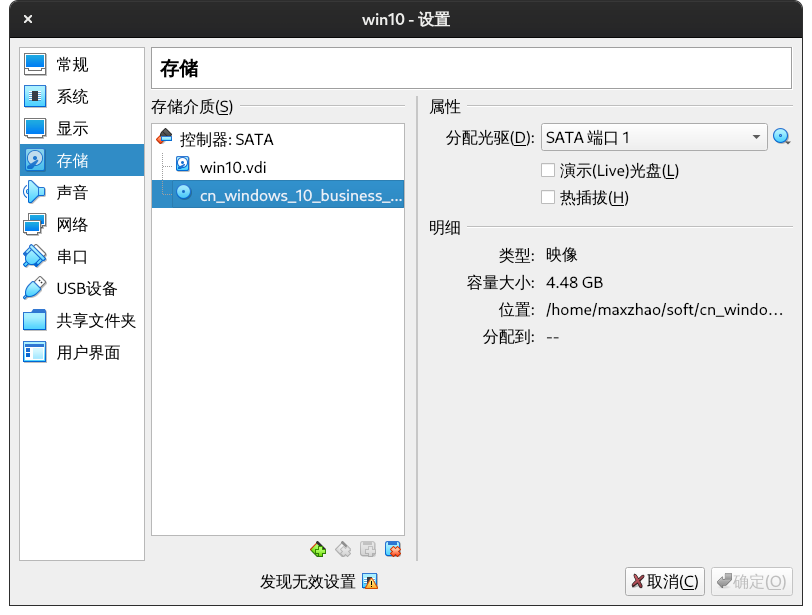 win10 - 设置
常规
系统
显示
存储
声音
网络
串口
USB设备
共享文件夹
用户界面
存储
存储介质(S)
控制器: SATA
win10.vdi
cn_windows_10_business_...
属性
分配光驱(D): SATA 端口 1
演示(Live)光盘(L)
热插拔(H)
明细
类型: 映像
容量大小: 4.48 GB
位置: /home/maxzhao/soft/cn_windo...
分配到: --
发现无效设置
取消(C)
确定(O)